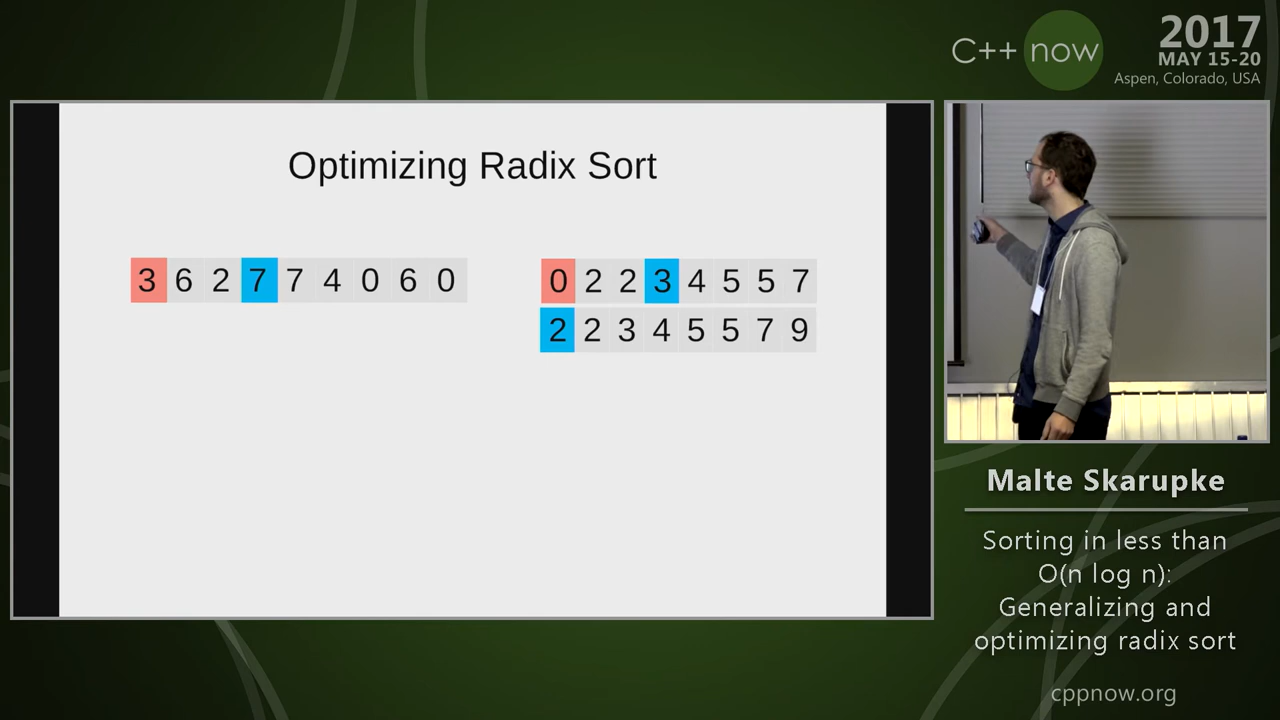 C++ now
2017
MAY 15-20
Aspen, Colorado, USA
Optimizing Radix Sort
3 6 2 7 7 4 0 6 0
0 2 2 3 4 5 5 7
2 2 3 4 5 5 7 9
Malte Skarupke
Sorting in less than
O(n log n):
Generalizing and
optimizing radix sort
cppnow.org